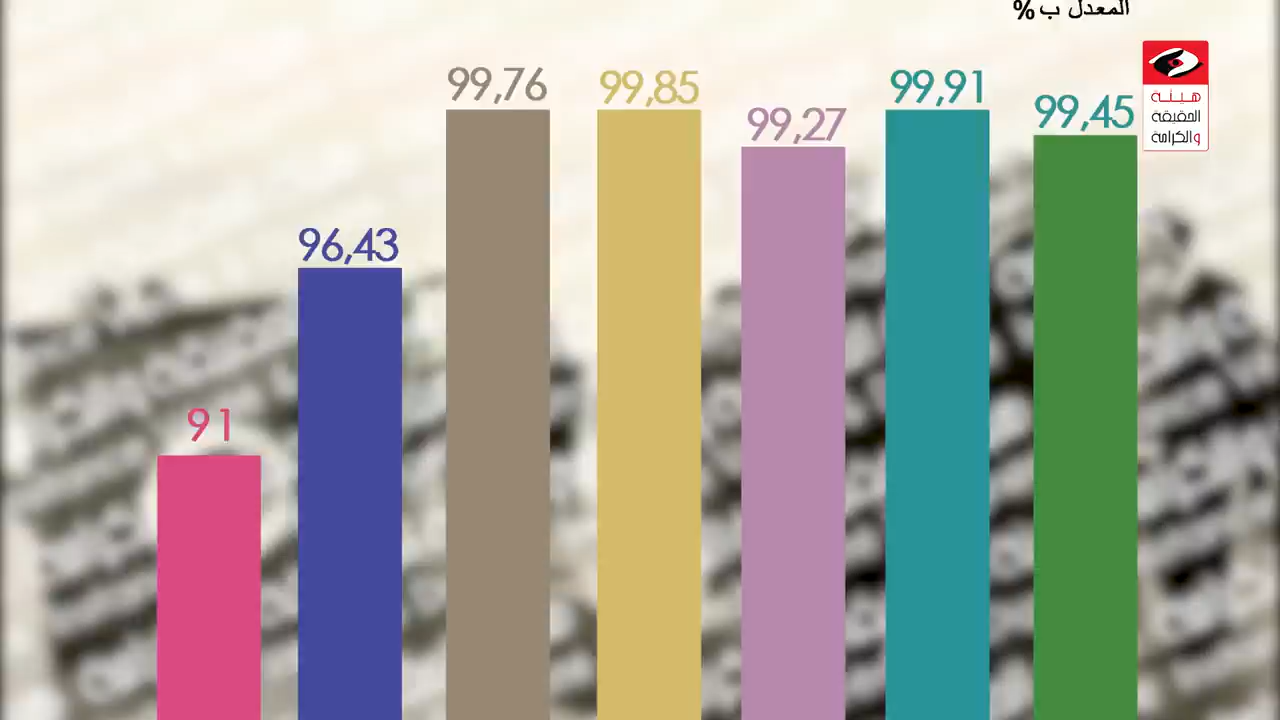 المعدل ب %
99,76
99,85
99,91
99,45
99,27
96,43
91
هيئة
الحقيقة
والكرامة